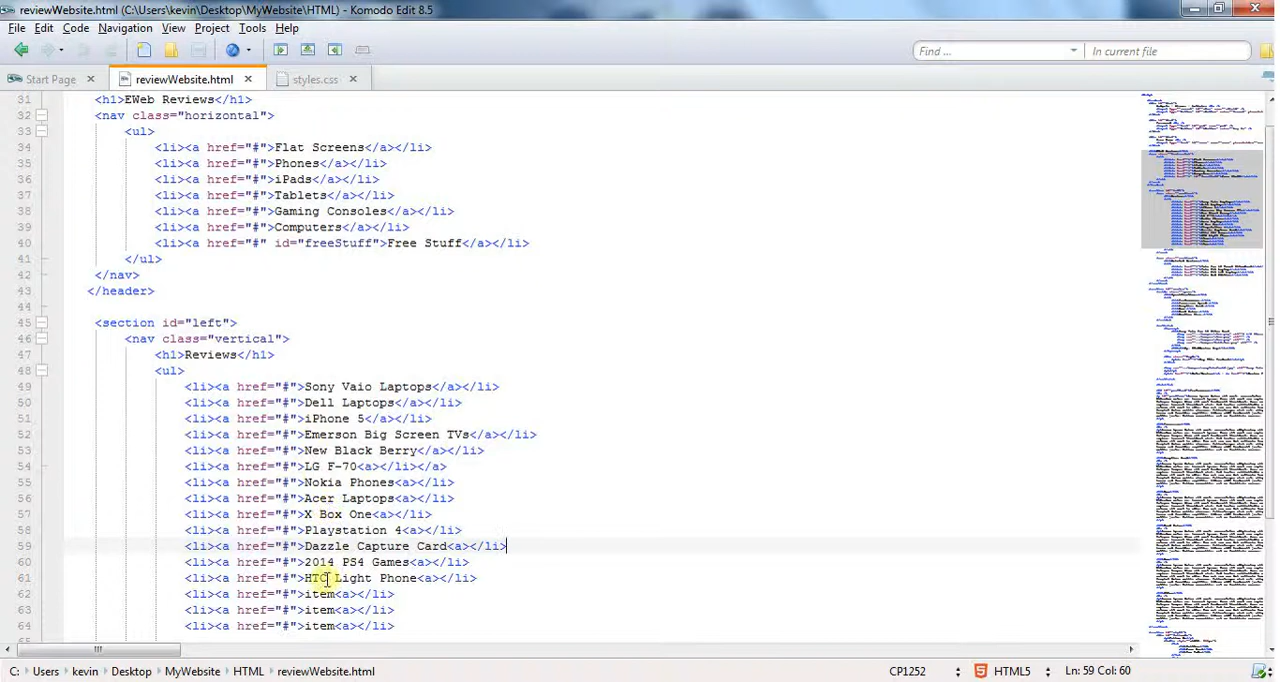 reviewWebsite.html (C:\Users\kevin\Desktop\MyWebsite\HTML) - Komodo Edit 8.5
File Edit Code Navigation View Project Tools Help
Find ... In current file
Start Page reviewWebsite.html styles.css
31 <h1>EWeb Reviews</h1>
32 <nav class="horizontal">
33 <ul>
34 <li><a href="#">Flat Screens</a></li>
35 <li><a href="#">Phones</a></li>
36 <li><a href="#">iPads</a></li>
37 <li><a href="#">Tablets</a></li>
38 <li><a href="#">Gaming Consoles</a></li>
39 <li><a href="#">Computers</a></li>
40 <li><a href="#" id="freeStuff">Free Stuff</a></li>
41 </ul>
42 </nav>
43 </header>
44
45 <section id="left">
46 <nav class="vertical">
47 <h1>Reviews</h1>
48 <ul>
49 <li><a href="#">Sony Vaio Laptops</a></li>
50 <li><a href="#">Dell Laptops</a></li>
51 <li><a href="#">iPhone 5</a></li>
52 <li><a href="#">Emerson Big Screen TVs</a></li>
53 <li><a href="#">New Black Berry</a></li>
54 <li><a href="#">LG F-70<a></li></a>
55 <li><a href="#">Nokia Phones<a></li>
56 <li><a href="#">Acer Laptops<a></li>
57 <li><a href="#">X Box One<a></li>
58 <li><a href="#">Playstation 4<a></li>
59 <li><a href="#">Dazzle Capture Card<a></li>
60 <li><a href="#">2014 PS4 Games<a></li>
61 <li><a href="#">HTC Light Phone<a></li>
62 <li><a href="#">item<a></li>
63 <li><a href="#">item<a></li>
64 <li><a href="#">item<a></li>
C: Users kevin Desktop MyWebsite HTML reviewWebsite.html CP1252 HTML5 Ln: 59 Col: 60